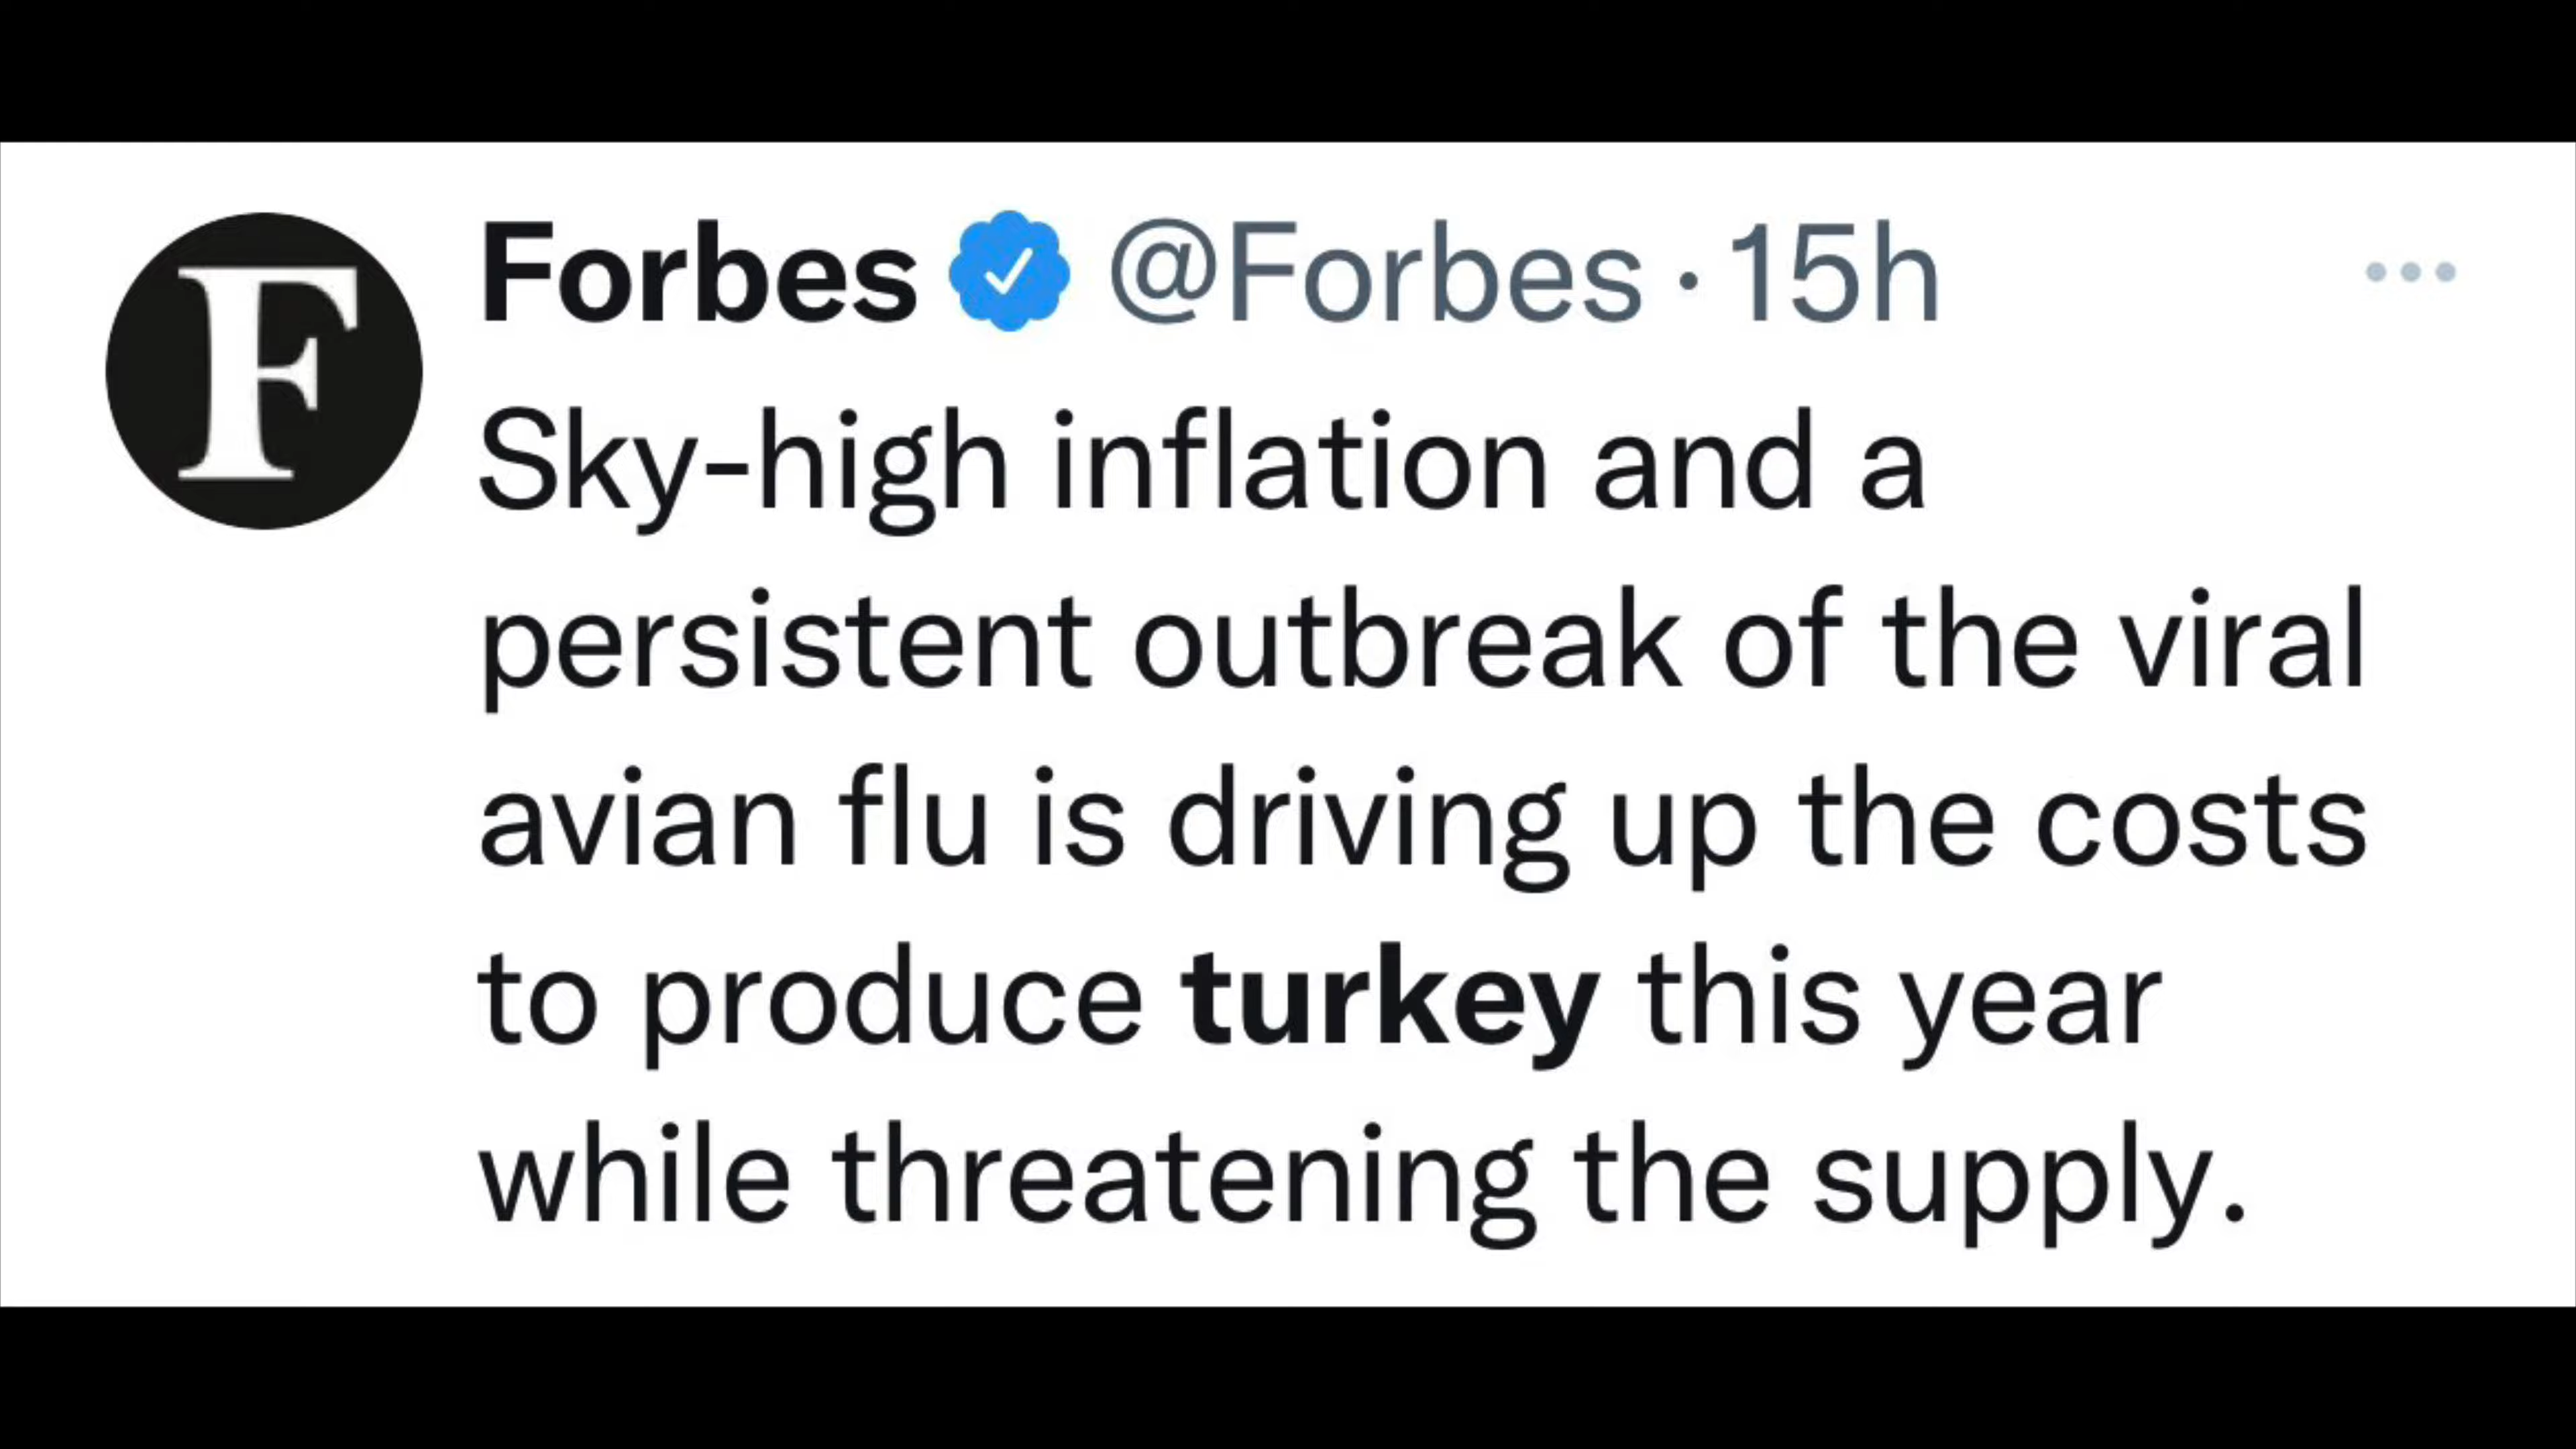 F
Forbes @Forbes · 15h
Sky-high inflation and a
persistent outbreak of the viral
avian flu is driving up the costs
to produce turkey this year
while threatening the supply.